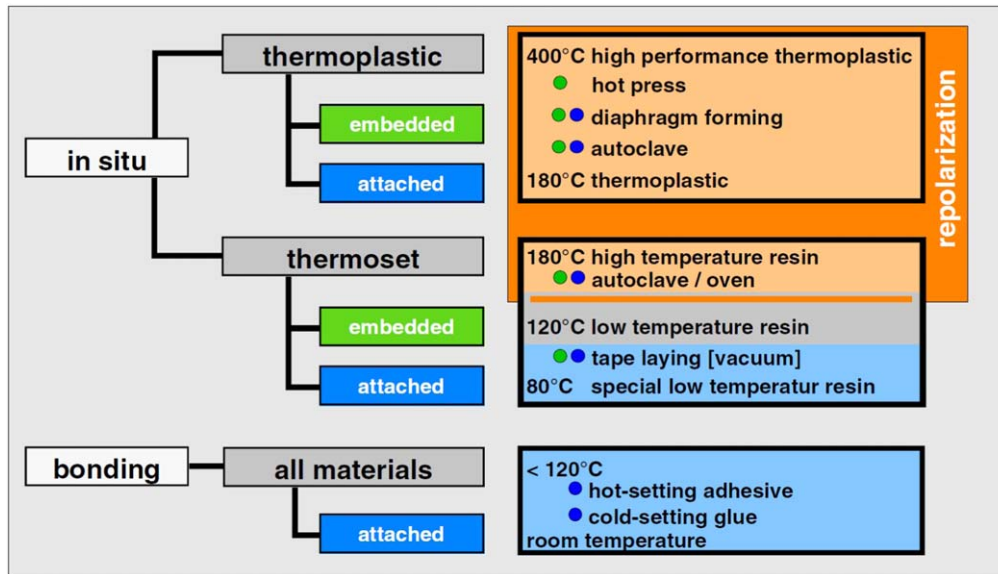 thermoplastic
embedded
in situ
attached
thermoset
embedded
attached
bonding
all materials
attached
400°C high performance thermoplastic
hot press
diaphragm forming
autoclave
180°C thermoplastic
repolarization
180°C high temperature resin
autoclave / oven
120°C low temperature resin
tape laying [vacuum]
80°C special low temperatur resin
< 120°C
hot-setting adhesive
cold-setting glue
room temperature